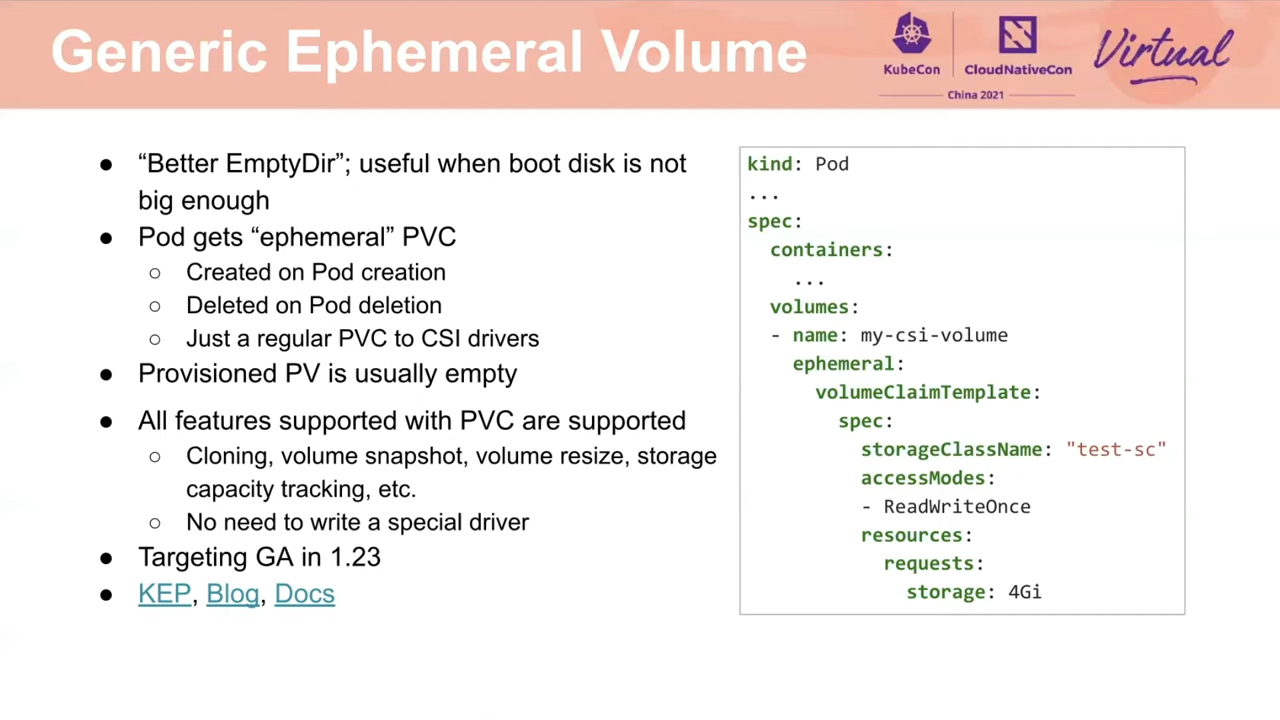 Generic Ephemeral Volume
KubeCon
CloudNativeCon
China 2021
Virtual
● “Better EmptyDir”; useful when boot disk is not
big enough
● Pod gets “ephemeral” PVC
○ Created on Pod creation
○ Deleted on Pod deletion
○ Just a regular PVC to CSI drivers
● Provisioned PV is usually empty
● All features supported with PVC are supported
○ Cloning, volume snapshot, volume resize, storage
capacity tracking, etc.
○ No need to write a special driver
● Targeting GA in 1.23
● KEP, Blog, Docs
kind: Pod
...
spec:
  containers:
    ...
  volumes:
  - name: my-csi-volume
    ephemeral:
      volumeClaimTemplate:
        spec:
          storageClassName: "test-sc"
          accessModes:
          - ReadWriteOnce
          resources:
            requests:
              storage: 4Gi